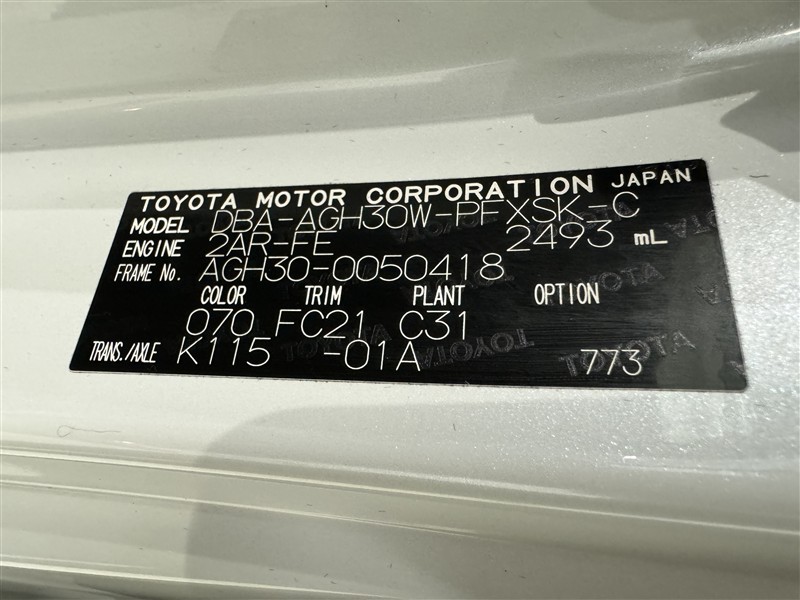 TOYOTA MOTOR CORPORATION JAPAN
MODEL DBA-AGH30W-PFXSK-C
ENGINE 2AR-FE 2493 mL
FRAME No. AGH30-0050418
COLOR TRIM PLANT OPTION
070 FC21 C31
TRANS./AXLE K115 -01A 773